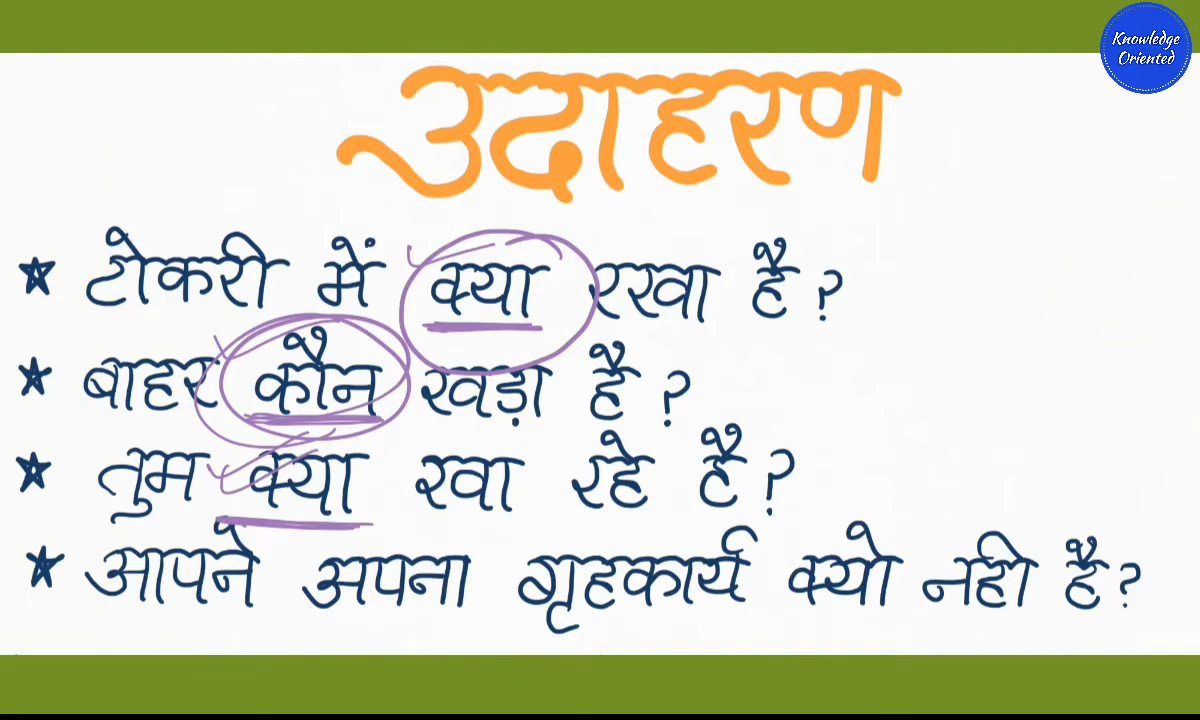 Knowledge
Oriented
उदाहरण
★ टोकरी में क्या रखा है?
★ बाहर कौन खड़ा है?
★ तुम क्या खा रहे है?
★ आपने अपना गृहकार्य क्यो नही है?